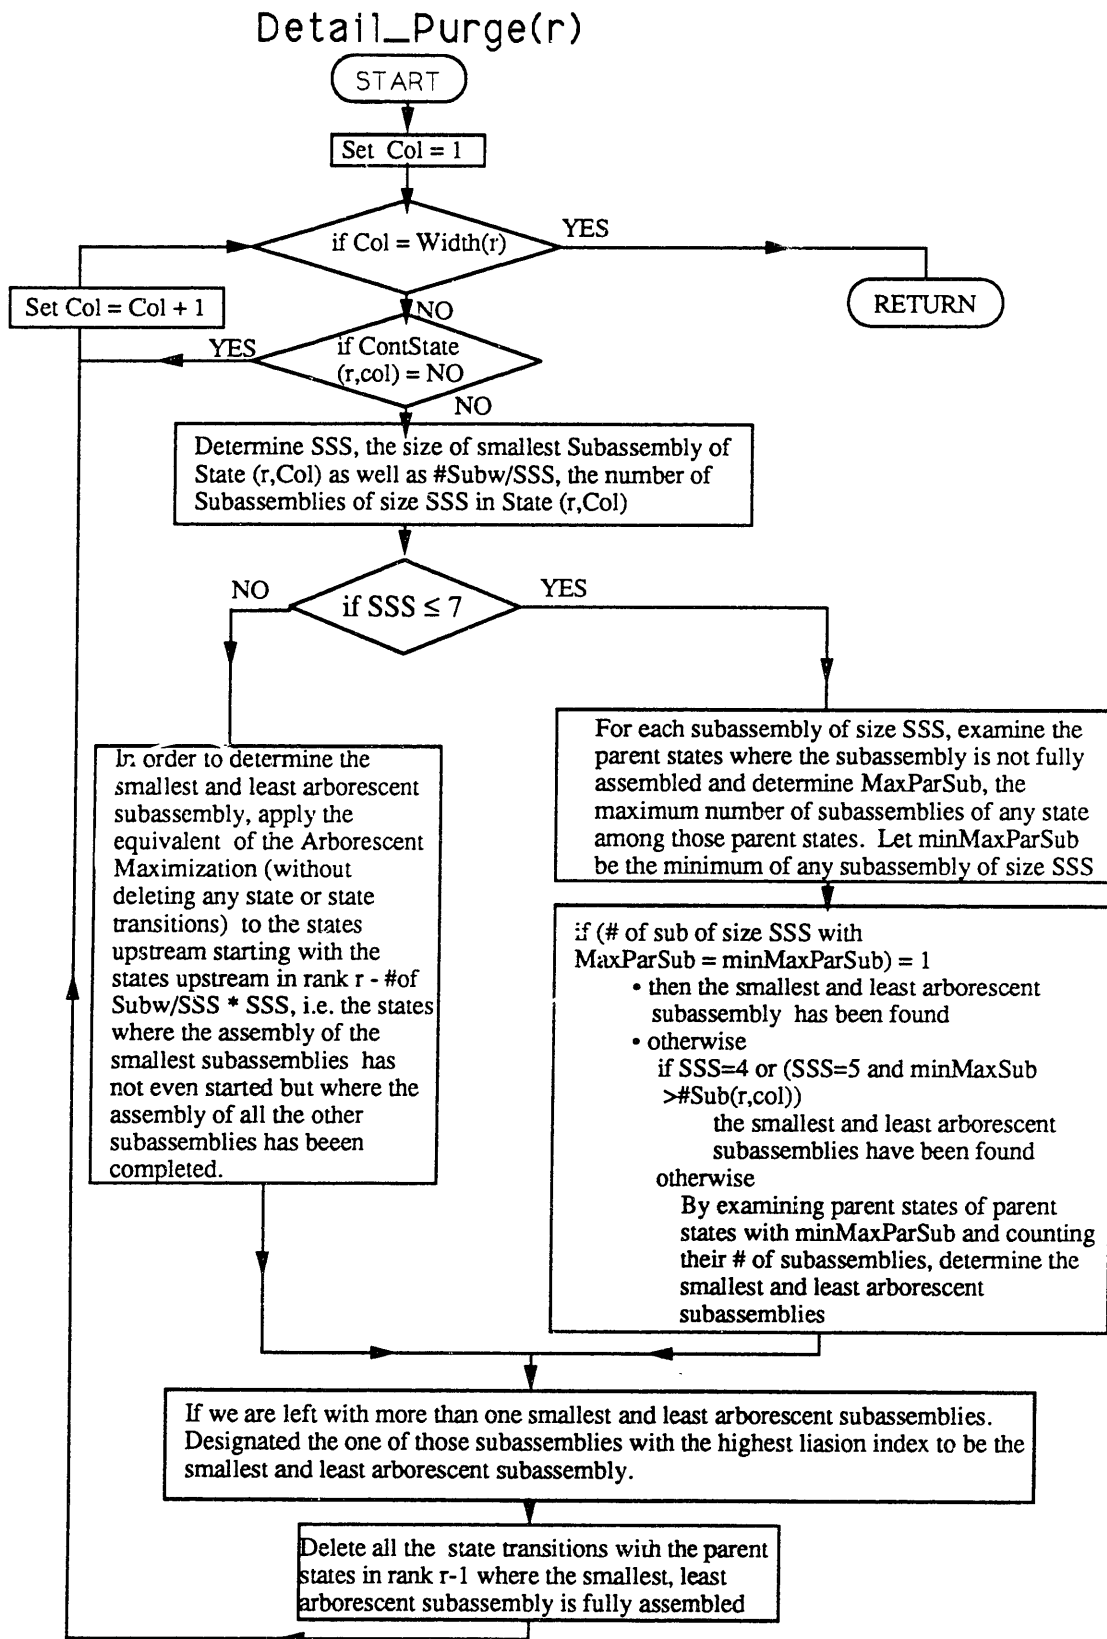 Detail_Purge(r)
START
Set Col = 1
if Col = Width(r)
YES
RETURN
Set Col = Col + 1
NO
if ContState
(r,col) = NO
YES
NO
Determine SSS, the size of smallest Subassembly of
State (r,Col) as well as #Subw/SSS, the number of
Subassemblies of size SSS in State (r,Col)
NO
if SSS ≤ 7
YES
In order to determine the
smallest and least arborescent
subassembly, apply the
equivalent of the Arborescent
Maximization (without
deleting any state or state
transitions) to the states
upstream starting with the
states upstream in rank r - #of
Subw/SSS * SSS, i.e. the states
where the assembly of the
smallest subassemblies has
not even started but where the
assembly of all the other
subassemblies has beeen
completed.
For each subassembly of size SSS, examine the
parent states where the subassembly is not fully
assembled and determine MaxParSub, the
maximum number of subassemblies of any state
among those parent states. Let minMaxParSub
be the minimum of any subassembly of size SSS
if (# of sub of size SSS with
MaxParSub = minMaxParSub) = 1
• then the smallest and least arborescent
subassembly has been found
• otherwise
if SSS=4 or (SSS=5 and minMaxSub
>#Sub(r,col))
the smallest and least arborescent
subassemblies have been found
otherwise
By examining parent states of parent
states with minMaxParSub and counting
their # of subassemblies, determine the
smallest and least arborescent
subassemblies
If we are left with more than one smallest and least arborescent subassemblies.
Designated the one of those subassemblies with the highest liasion index to be the
smallest and least arborescent subassembly.
Delete all the state transitions with the parent
states in rank r-1 where the smallest, least
arborescent subassembly is fully assembled